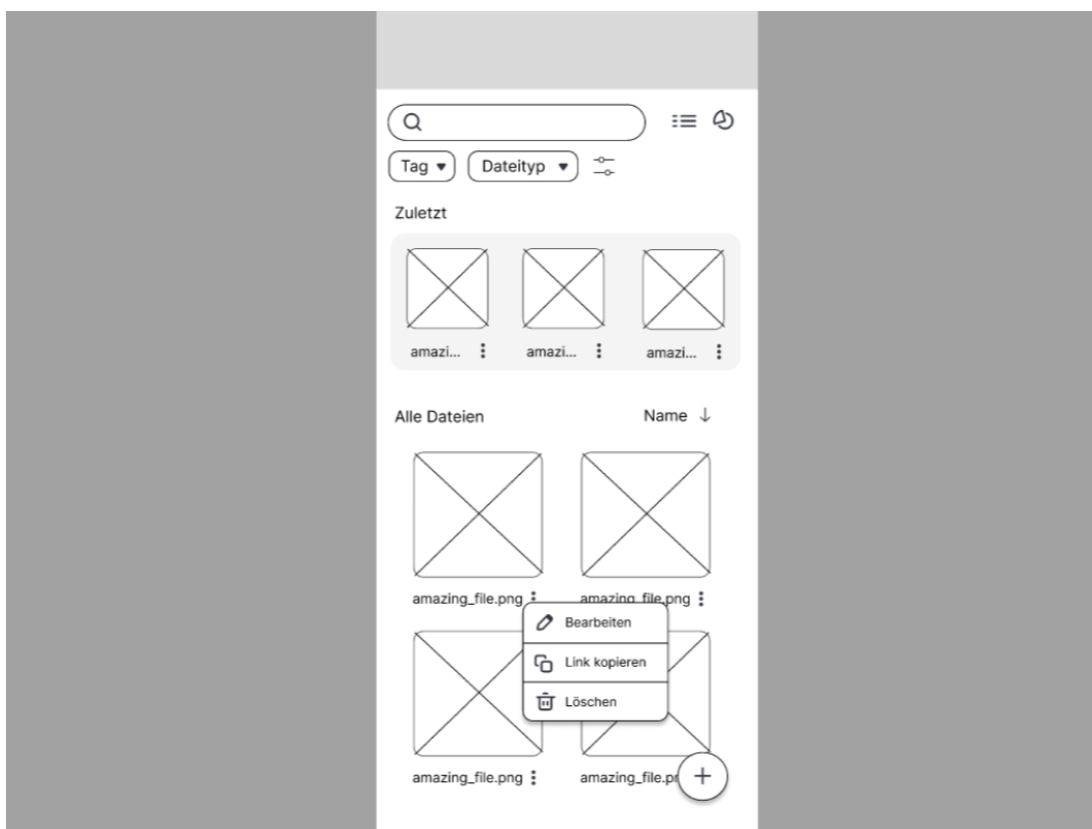 Tag
Dateityp
Zuletzt
amazi... amazi... amazi...
Alle Dateien
Name
amazing_file.png amazing_file.png
Bearbeiten
Link kopieren
Löschen
amazing_file.png amazing_file.p